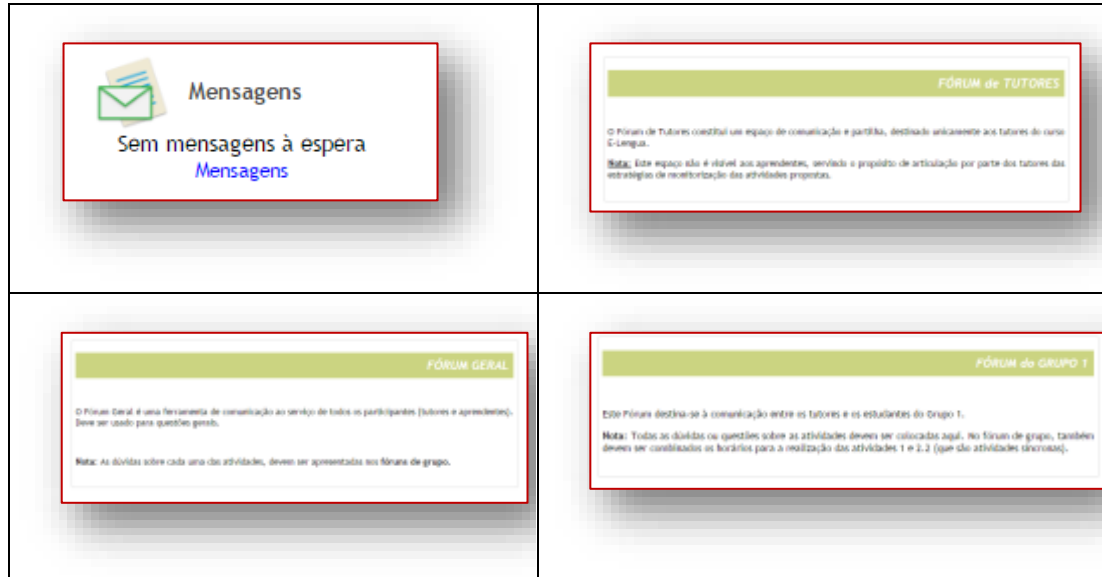 Mensagens
Sem mensagens à espera
Mensagens
FÓRUM de TUTORES
O Fórum de Tutores constitui um espaço de comunicação e partilha, destinado unicamente aos tutores do curso
E-Lengua.
Nota: Este espaço não é visível aos aprendentes, servindo o propósito de articulação por parte dos tutores das
estratégias de monitorização das atividades propostas.
FÓRUM GERAL
O Fórum Geral é uma ferramenta de comunicação ao serviço de todos os participantes (tutores e aprendentes).
Deve ser usado para questões gerais.
Nota: As dúvidas sobre cada uma das atividades, devem ser apresentadas nos fóruns de grupo.
FÓRUM do GRUPO 1
Este Fórum destina-se à comunicação entre os tutores e os estudantes do Grupo 1.
Nota: Todas as dúvidas ou questões sobre as atividades devem ser colocadas aqui. No fórum de grupo, também
devem ser combinados os horários para a realização das atividades 1 e 2.2 (que são atividades síncronas).